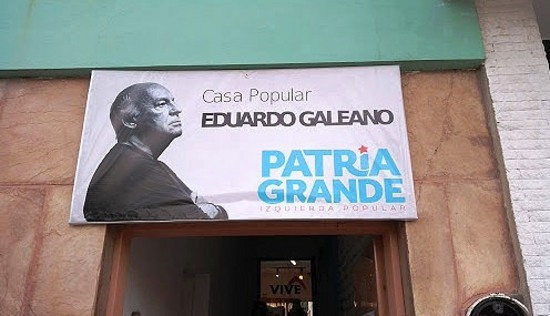 Casa Popular
EDUARDO GALEANO
PATRIA
GRANDE
IZQUIERDA POPULAR
VIVE